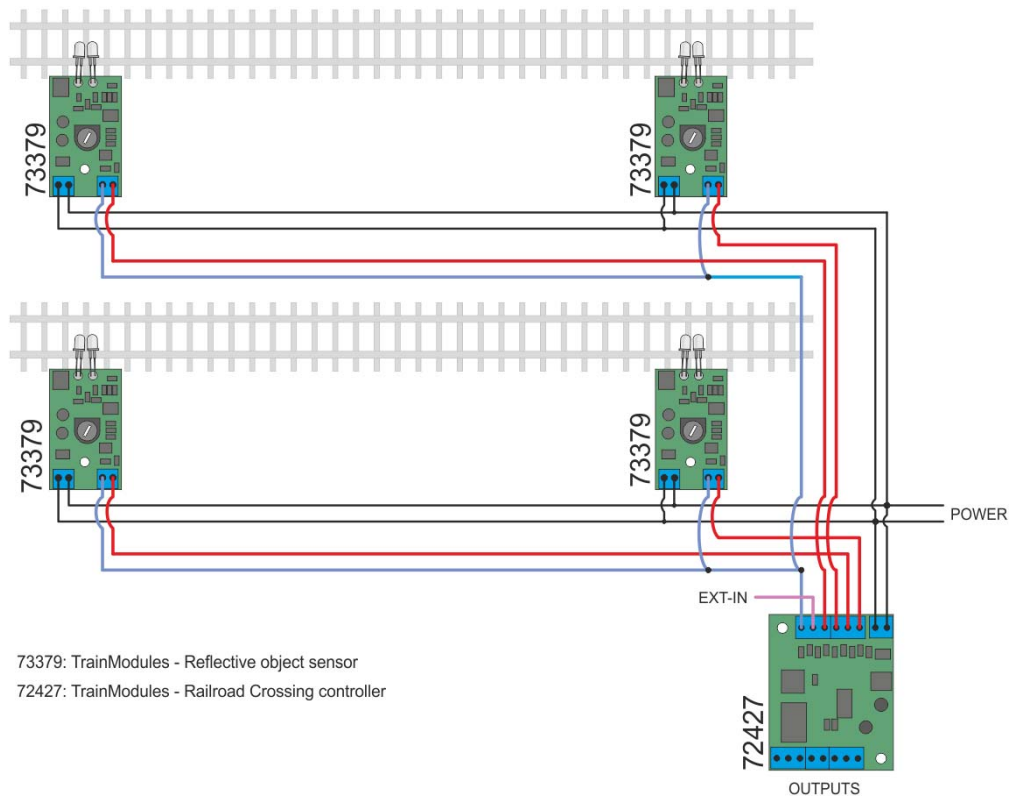 73379
73379
73379
73379
POWER
EXT-IN
73379: TrainModules - Reflective object sensor
72427: TrainModules - Railroad Crossing controller
72427
OUTPUTS